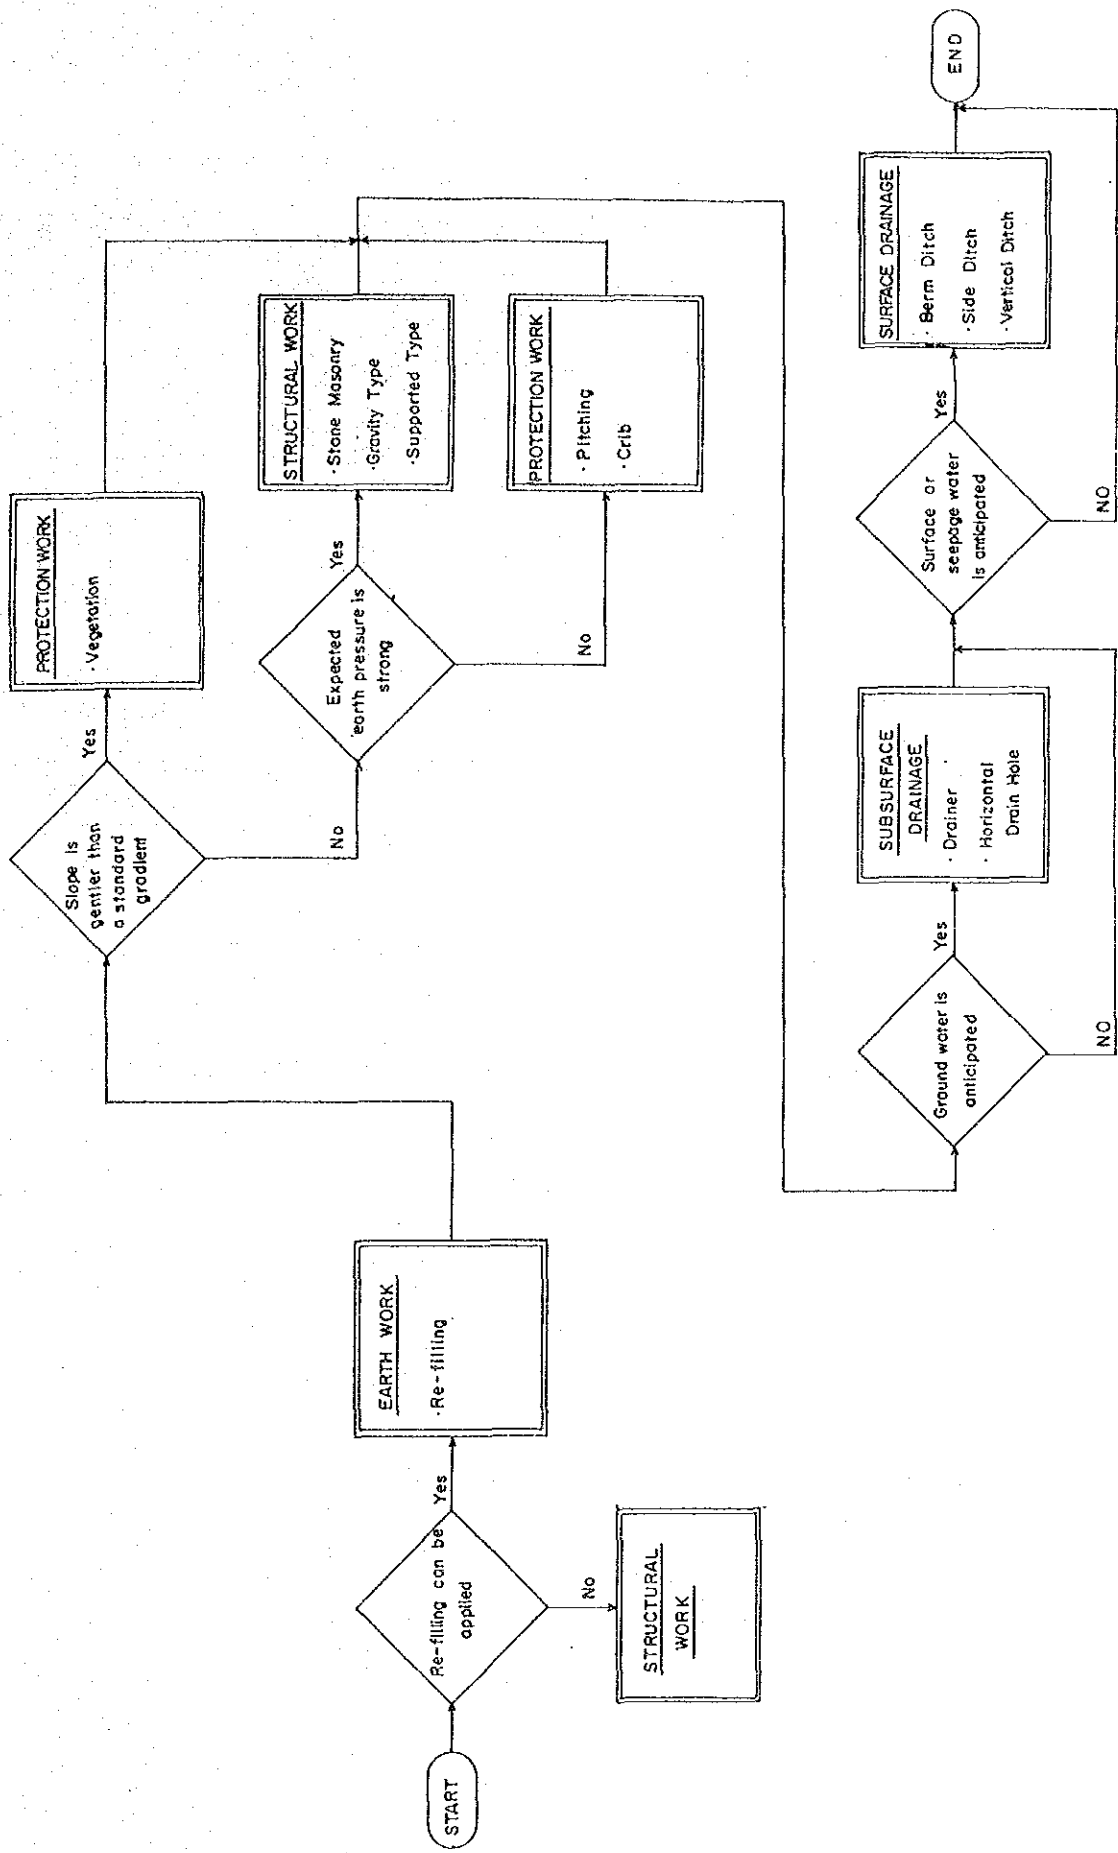 START
Re-filling can be
applied
Yes
No
EARTH WORK
· Re-filling
STRUCTURAL
WORK
Slope is
gentler than
a standard
gradient
Yes
No
PROTECTION WORK
· Vegetation
Expected
earth pressure is
strong
Yes
No
STRUCTURAL WORK
· Stone Masonry
· Gravity Type
· Supported Type
PROTECTION WORK
· Pitching
· Crib
Ground water is
anticipated
Yes
NO
SUBSURFACE
DRAINAGE
· Drainer
· Horizontal
Drain Hole
Surface or
seepage water
is anticipated
Yes
NO
SURFACE DRAINAGE
· Berm Ditch
· Side Ditch
· Vertical Ditch
END